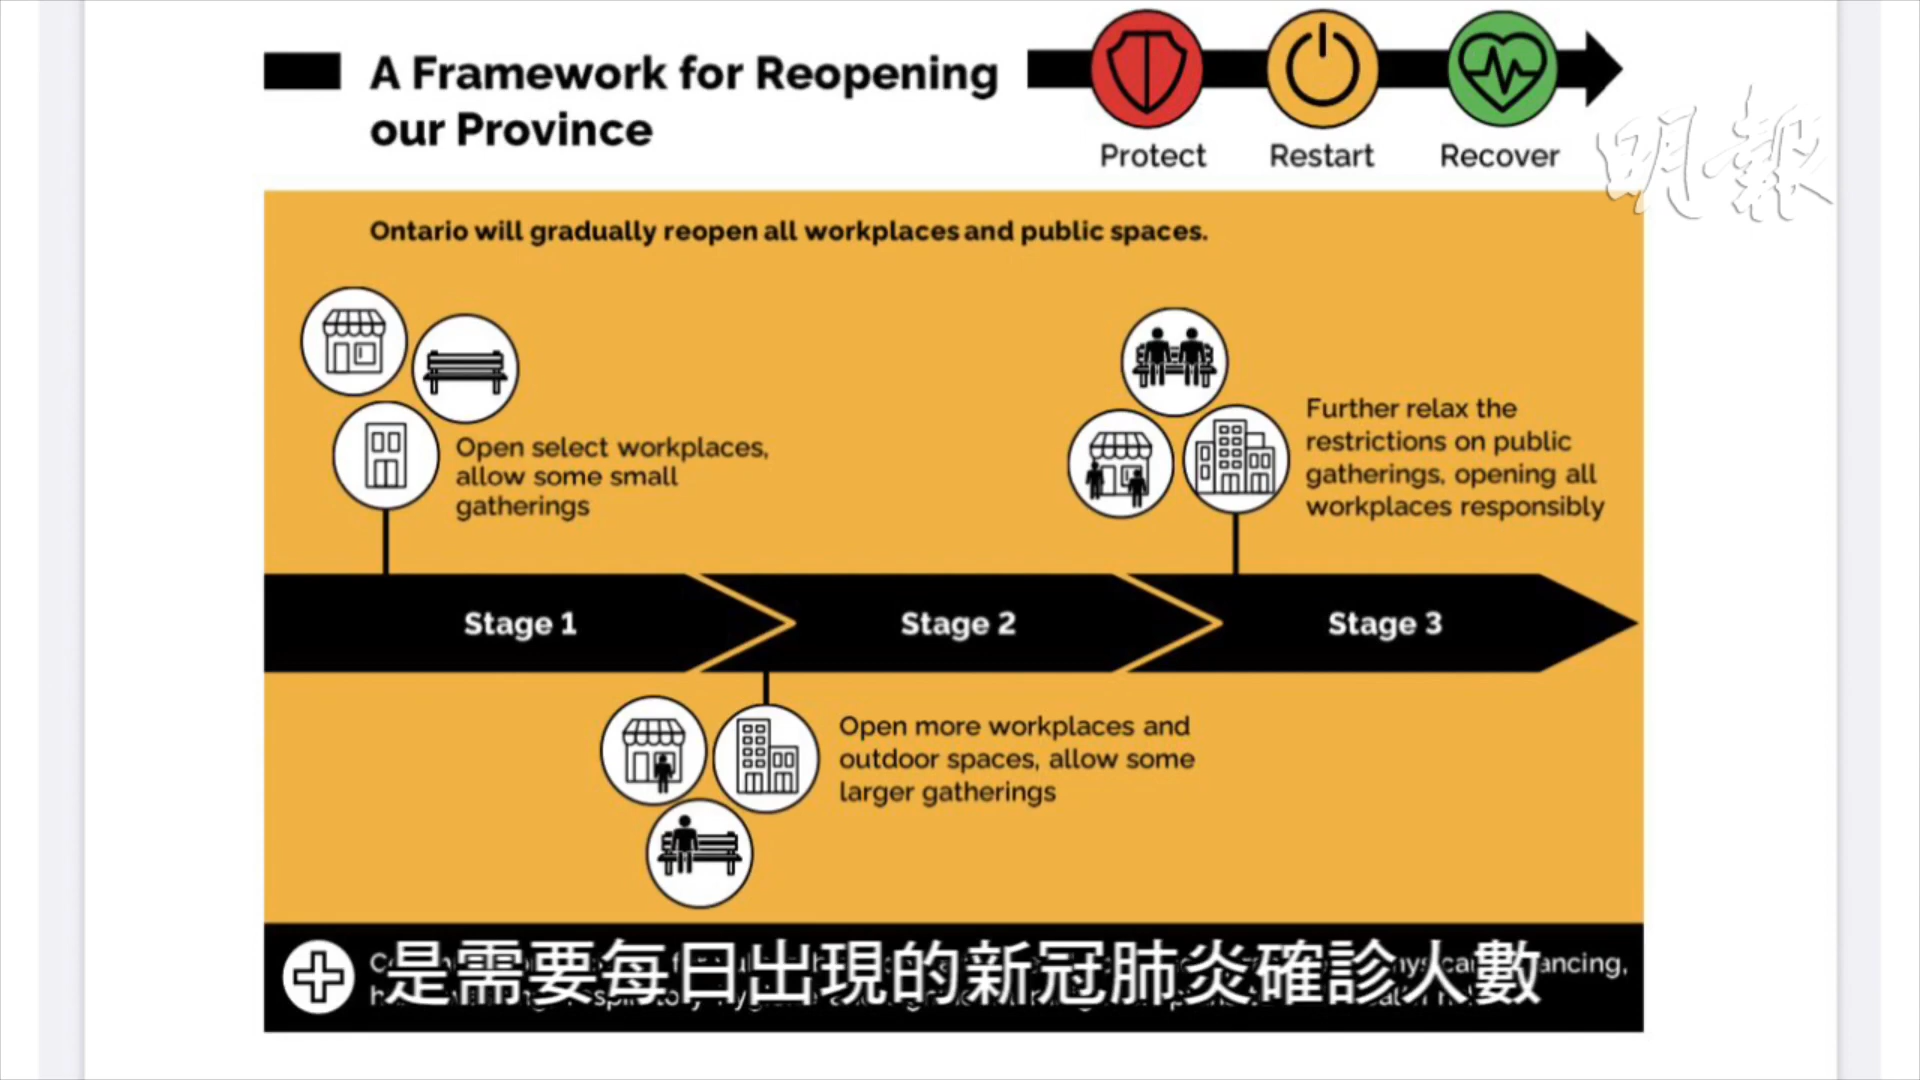 A Framework for Reopening
our Province
Protect
Restart
Recover
明報
Ontario will gradually reopen all workplaces and public spaces.
Open select workplaces,
allow some small
gatherings
Further relax the
restrictions on public
gatherings, opening all
workplaces responsibly
Stage 1
Stage 2
Stage 3
Open more workplaces and
outdoor spaces, allow some
larger gatherings
是需要每日出現的新冠肺炎確診人數